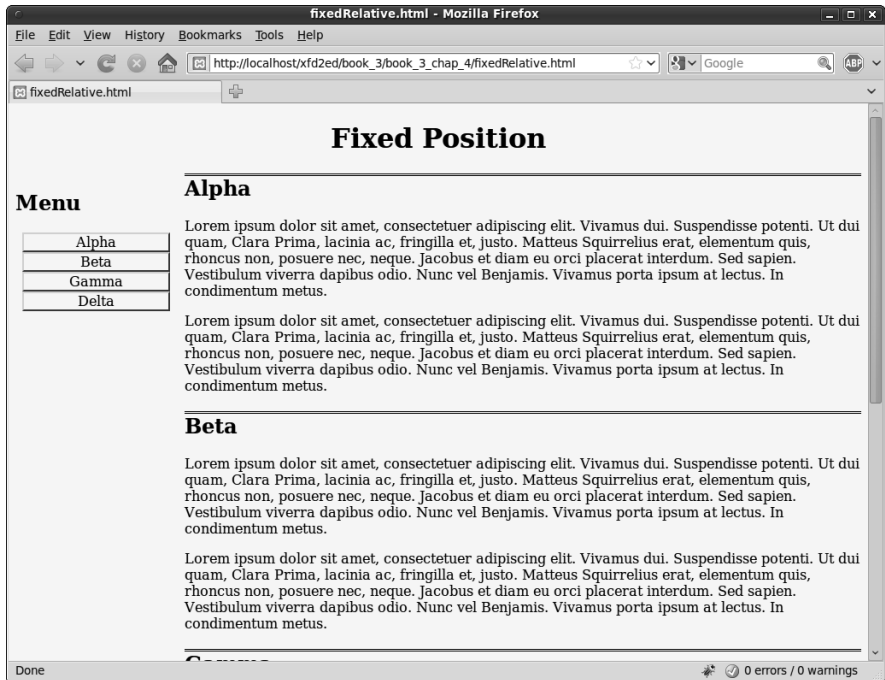 fixedRelative.html - Mozilla Firefox
File Edit View History Bookmarks Tools Help
http://localhost/xfd2ed/book_3/book_3_chap_4/fixedRelative.html
Google
ABP
fixedRelative.html
Fixed Position
Menu
Alpha
Beta
Gamma
Delta
Alpha
Lorem ipsum dolor sit amet, consectetuer adipiscing elit. Vivamus dui. Suspendisse potenti. Ut dui
quam, Clara Prima, lacinia ac, fringilla et, justo. Matteus Squirrelius erat, elementum quis,
rhoncus non, posuere nec, neque. Jacobus et diam eu orci placerat interdum. Sed sapien.
Vestibulum viverra dapibus odio. Nunc vel Benjamis. Vivamus porta ipsum at lectus. In
condimentum metus.
Lorem ipsum dolor sit amet, consectetuer adipiscing elit. Vivamus dui. Suspendisse potenti. Ut dui
quam, Clara Prima, lacinia ac, fringilla et, justo. Matteus Squirrelius erat, elementum quis,
rhoncus non, posuere nec, neque. Jacobus et diam eu orci placerat interdum. Sed sapien.
Vestibulum viverra dapibus odio. Nunc vel Benjamis. Vivamus porta ipsum at lectus. In
condimentum metus.
Beta
Lorem ipsum dolor sit amet, consectetuer adipiscing elit. Vivamus dui. Suspendisse potenti. Ut dui
quam, Clara Prima, lacinia ac, fringilla et, justo. Matteus Squirrelius erat, elementum quis,
rhoncus non, posuere nec, neque. Jacobus et diam eu orci placerat interdum. Sed sapien.
Vestibulum viverra dapibus odio. Nunc vel Benjamis. Vivamus porta ipsum at lectus. In
condimentum metus.
Lorem ipsum dolor sit amet, consectetuer adipiscing elit. Vivamus dui. Suspendisse potenti. Ut dui
quam, Clara Prima, lacinia ac, fringilla et, justo. Matteus Squirrelius erat, elementum quis,
rhoncus non, posuere nec, neque. Jacobus et diam eu orci placerat interdum. Sed sapien.
Vestibulum viverra dapibus odio. Nunc vel Benjamis. Vivamus porta ipsum at lectus. In
condimentum metus.
Done
0 errors / 0 warnings